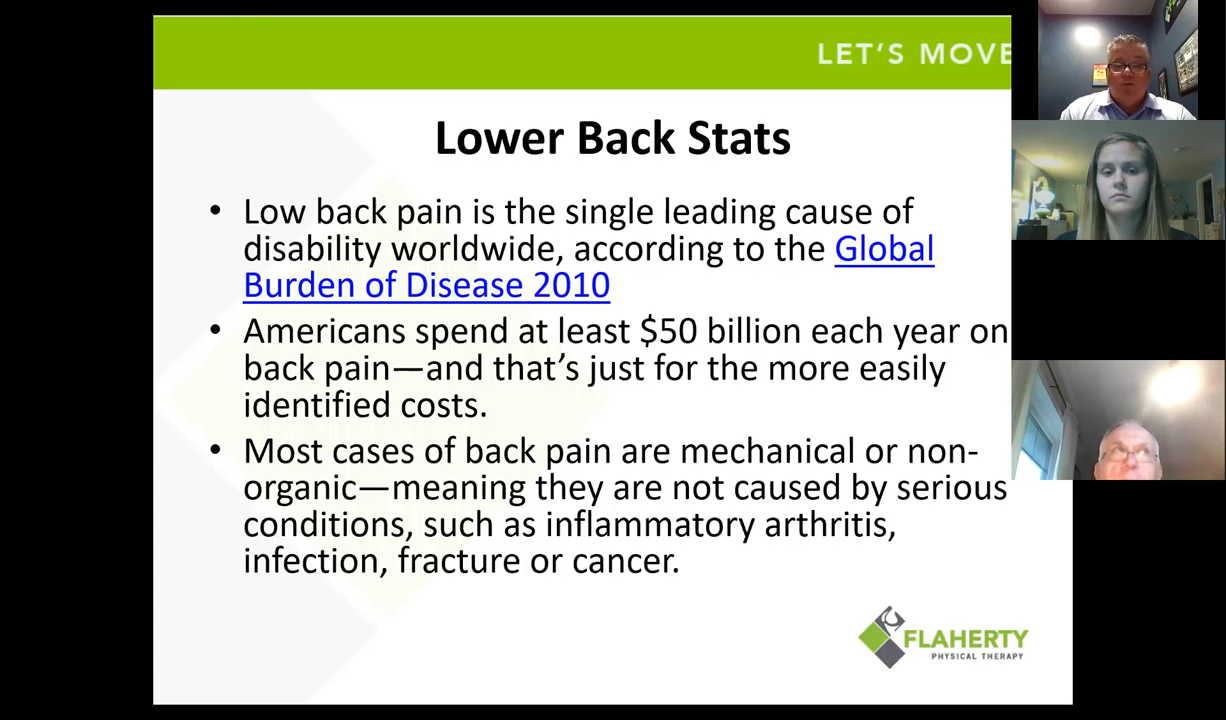 LET'S MOVE
Lower Back Stats
• Low back pain is the single leading cause of
disability worldwide, according to the Global
Burden of Disease 2010
• Americans spend at least $50 billion each year on
back pain—and that's just for the more easily
identified costs.
• Most cases of back pain are mechanical or non-
organic—meaning they are not caused by serious
conditions, such as inflammatory arthritis,
infection, fracture or cancer.
FLAHERTY
PHYSICAL THERAPY